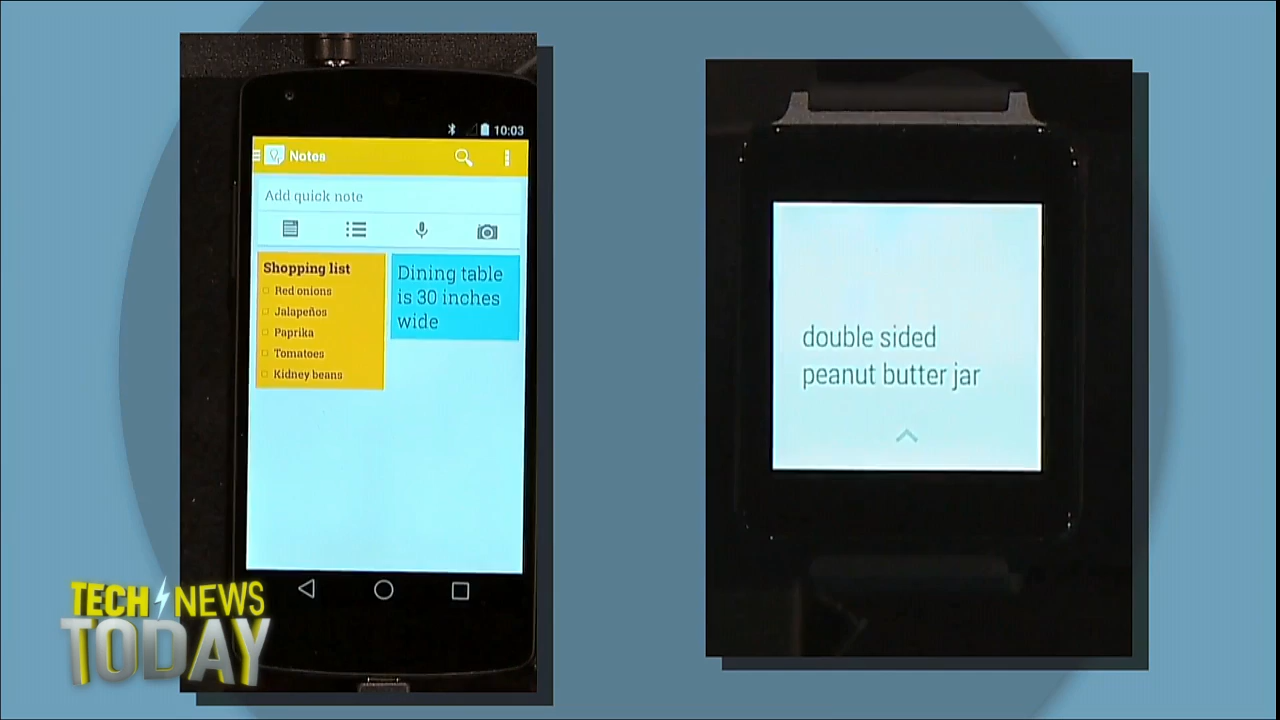 10:03
Notes
Add quick note
Shopping list
Red onions
Jalapeños
Paprika
Tomatoes
Kidney beans
Dining table
is 30 inches
wide
double sided
peanut butter jar
TECH NEWS
TODAY